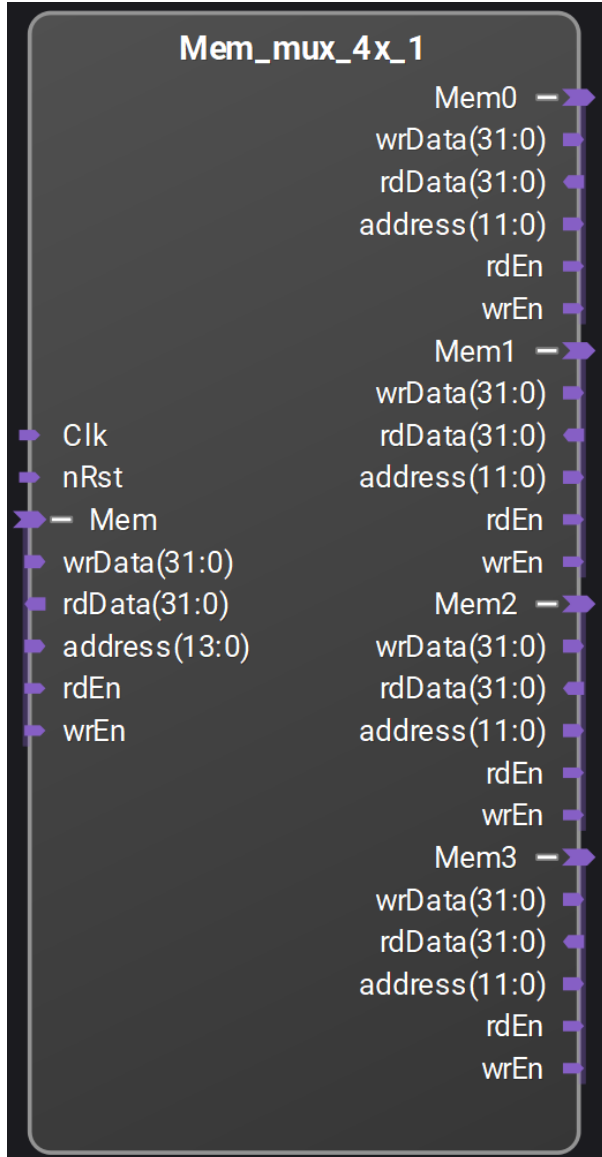 Mem_mux_4x_1
Clk
nRst
Mem
wrData(31:0)
rdData(31:0)
address(13:0)
rdEn
wrEn
Mem0
wrData(31:0)
rdData(31:0)
address(11:0)
rdEn
wrEn
Mem1
wrData(31:0)
rdData(31:0)
address(11:0)
rdEn
wrEn
Mem2
wrData(31:0)
rdData(31:0)
address(11:0)
rdEn
wrEn
Mem3
wrData(31:0)
rdData(31:0)
address(11:0)
rdEn
wrEn